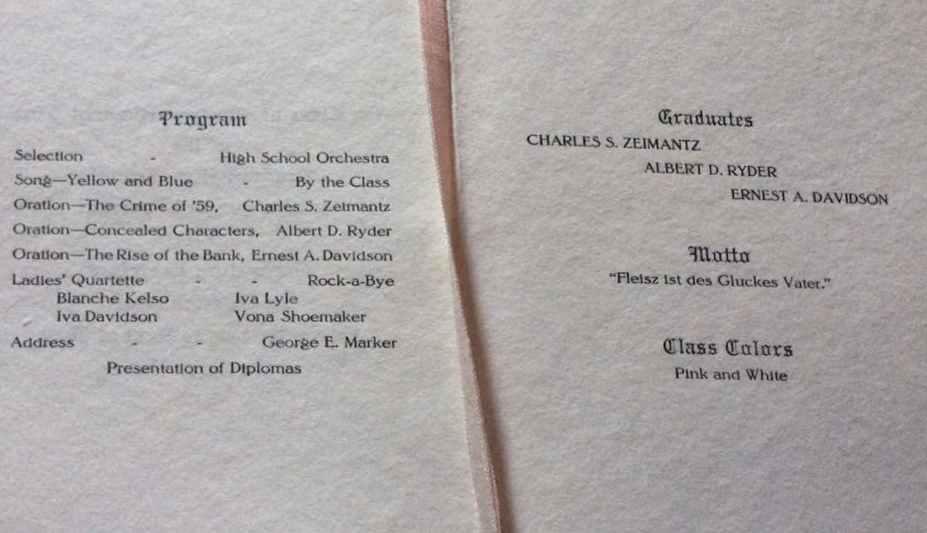 Program
Selection - High School Orchestra
Song—Yellow and Blue - By the Class
Oration—The Crime of '59, Charles S. Zeimantz
Oration—Concealed Characters, Albert D. Ryder
Oration—The Rise of the Bank, Ernest A. Davidson
Ladies' Quartette - - Rock-a-Bye
Blanche Kelso Iva Lyle
Iva Davidson Vona Shoemaker
Address - - George E. Marker
Presentation of Diplomas
Graduates
CHARLES S. ZEIMANTZ
ALBERT D. RYDER
ERNEST A. DAVIDSON
Motto
"Fleisz ist des Gluckes Vater."
Class Colors
Pink and White